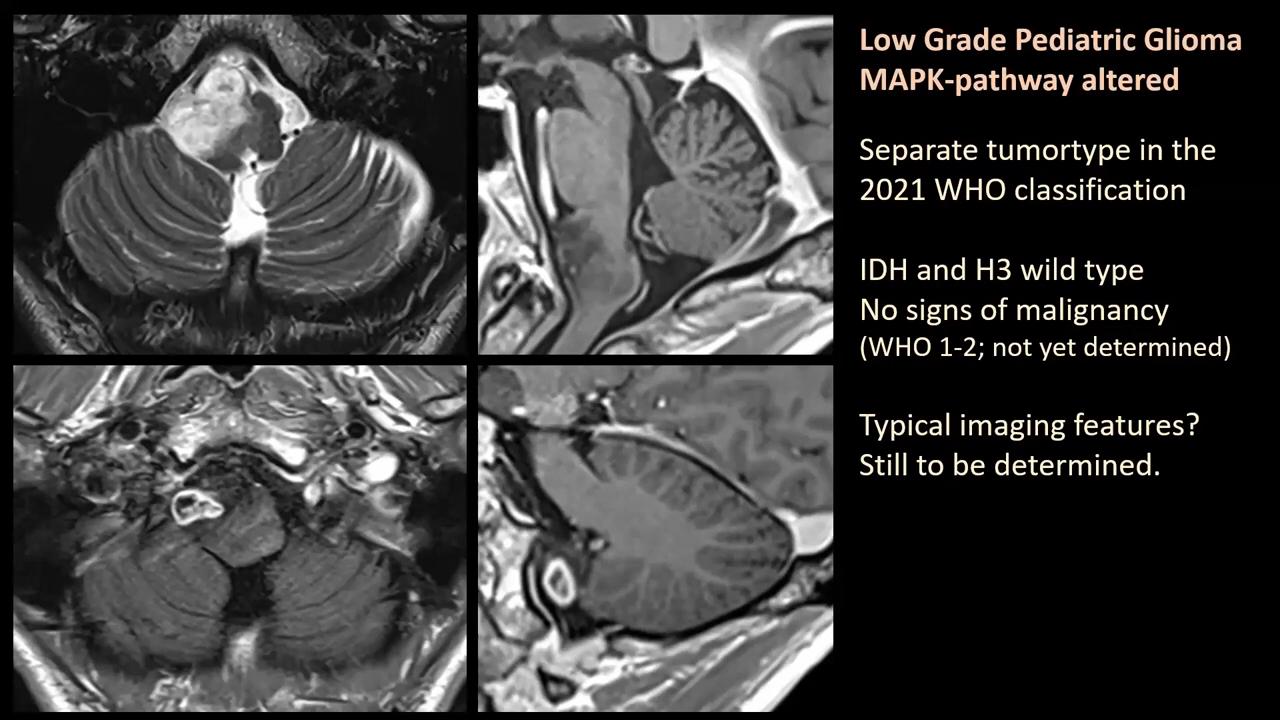 Low Grade Pediatric Glioma
MAPK-pathway altered
Separate tumortype in the
2021 WHO classification
IDH and H3 wild type
No signs of malignancy
(WHO 1-2; not yet determined)
Typical imaging features?
Still to be determined.